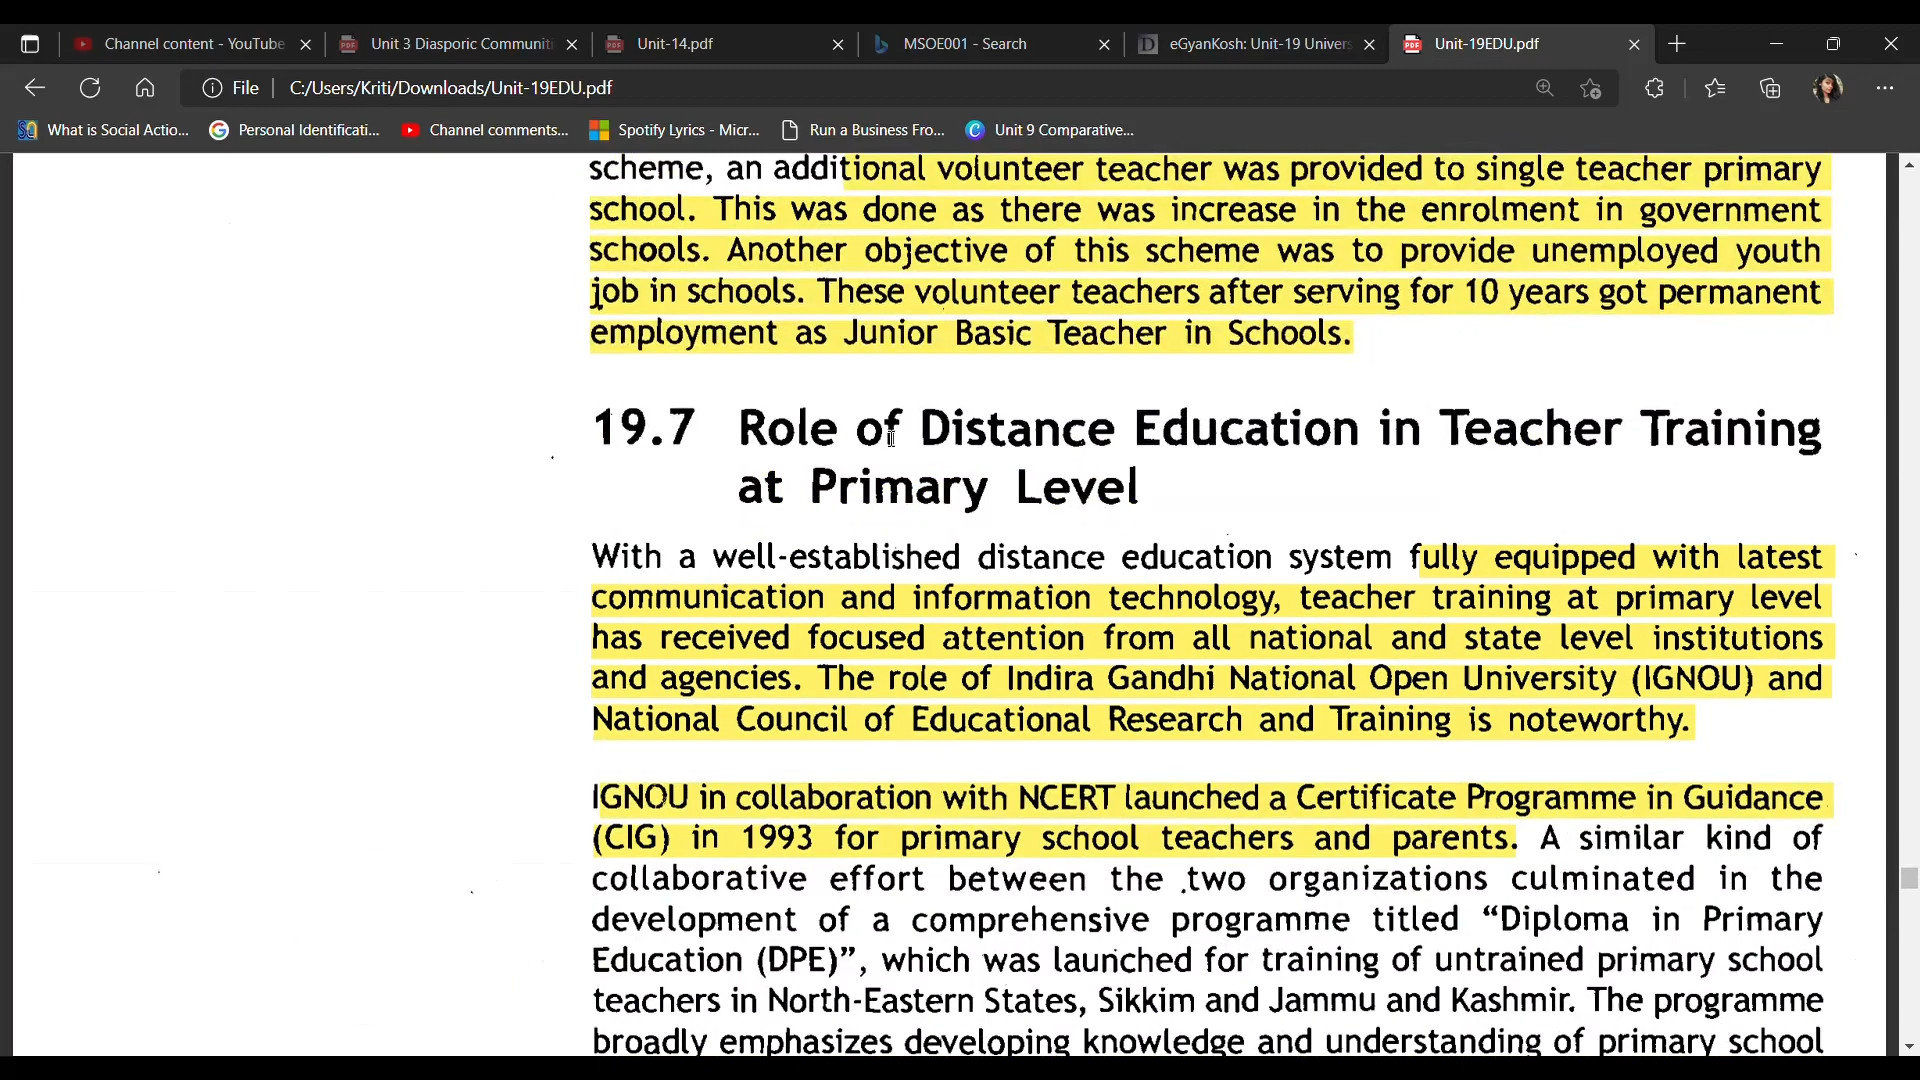 Channel content - YouTube
Unit 3 Diasporic Communiti
Unit-14.pdf
MSOE001 - Search
eGyanKosh: Unit-19 Univers
Unit-19EDU.pdf
File
C:/Users/Kriti/Downloads/Unit-19EDU.pdf
What is Social Actio...
Personal Identificati...
Channel comments...
Spotify Lyrics - Micr...
Run a Business Fro...
Unit 9 Comparative...
scheme, an additional volunteer teacher was provided to single teacher primary
school. This was done as there was increase in the enrolment in government
schools. Another objective of this scheme was to provide unemployed youth
job in schools. These volunteer teachers after serving for 10 years got permanent
employment as Junior Basic Teacher in Schools.
19.7 Role of Distance Education in Teacher Training
at Primary Level
With a well-established distance education system fully equipped with latest
communication and information technology, teacher training at primary level
has received focused attention from all national and state level institutions
and agencies. The role of Indira Gandhi National Open University (IGNOU) and
National Council of Educational Research and Training is noteworthy.
IGNOU in collaboration with NCERT launched a Certificate Programme in Guidance
(CIG) in 1993 for primary school teachers and parents. A similar kind of
collaborative effort between the two organizations culminated in the
development of a comprehensive programme titled “Diploma in Primary
Education (DPE)”, which was launched for training of untrained primary school
teachers in North-Eastern States, Sikkim and Jammu and Kashmir. The programme
broadly emphasizes developing knowledge and understanding of primary school